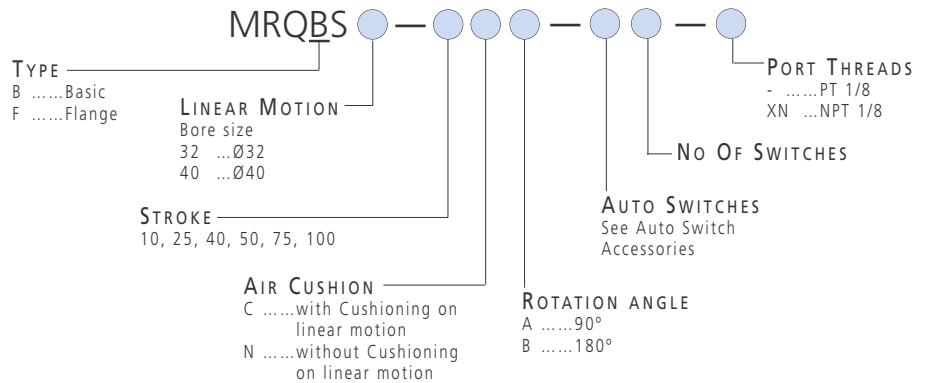 MRQBS — —  —
TYPE
B ......Basic
F ......Flange
LINEAR MOTION
Bore size
32 ...Ø32
40 ...Ø40
STROKE
10, 25, 40, 50, 75, 100
AIR CUSHION
C ......with Cushioning on
linear motion
N ......without Cushioning
on linear motion
ROTATION ANGLE
A ......90º
B ......180º
AUTO SWITCHES
See Auto Switch
Accessories
NO OF SWITCHES
PORT THREADS
- ......PT 1/8
XN ...NPT 1/8